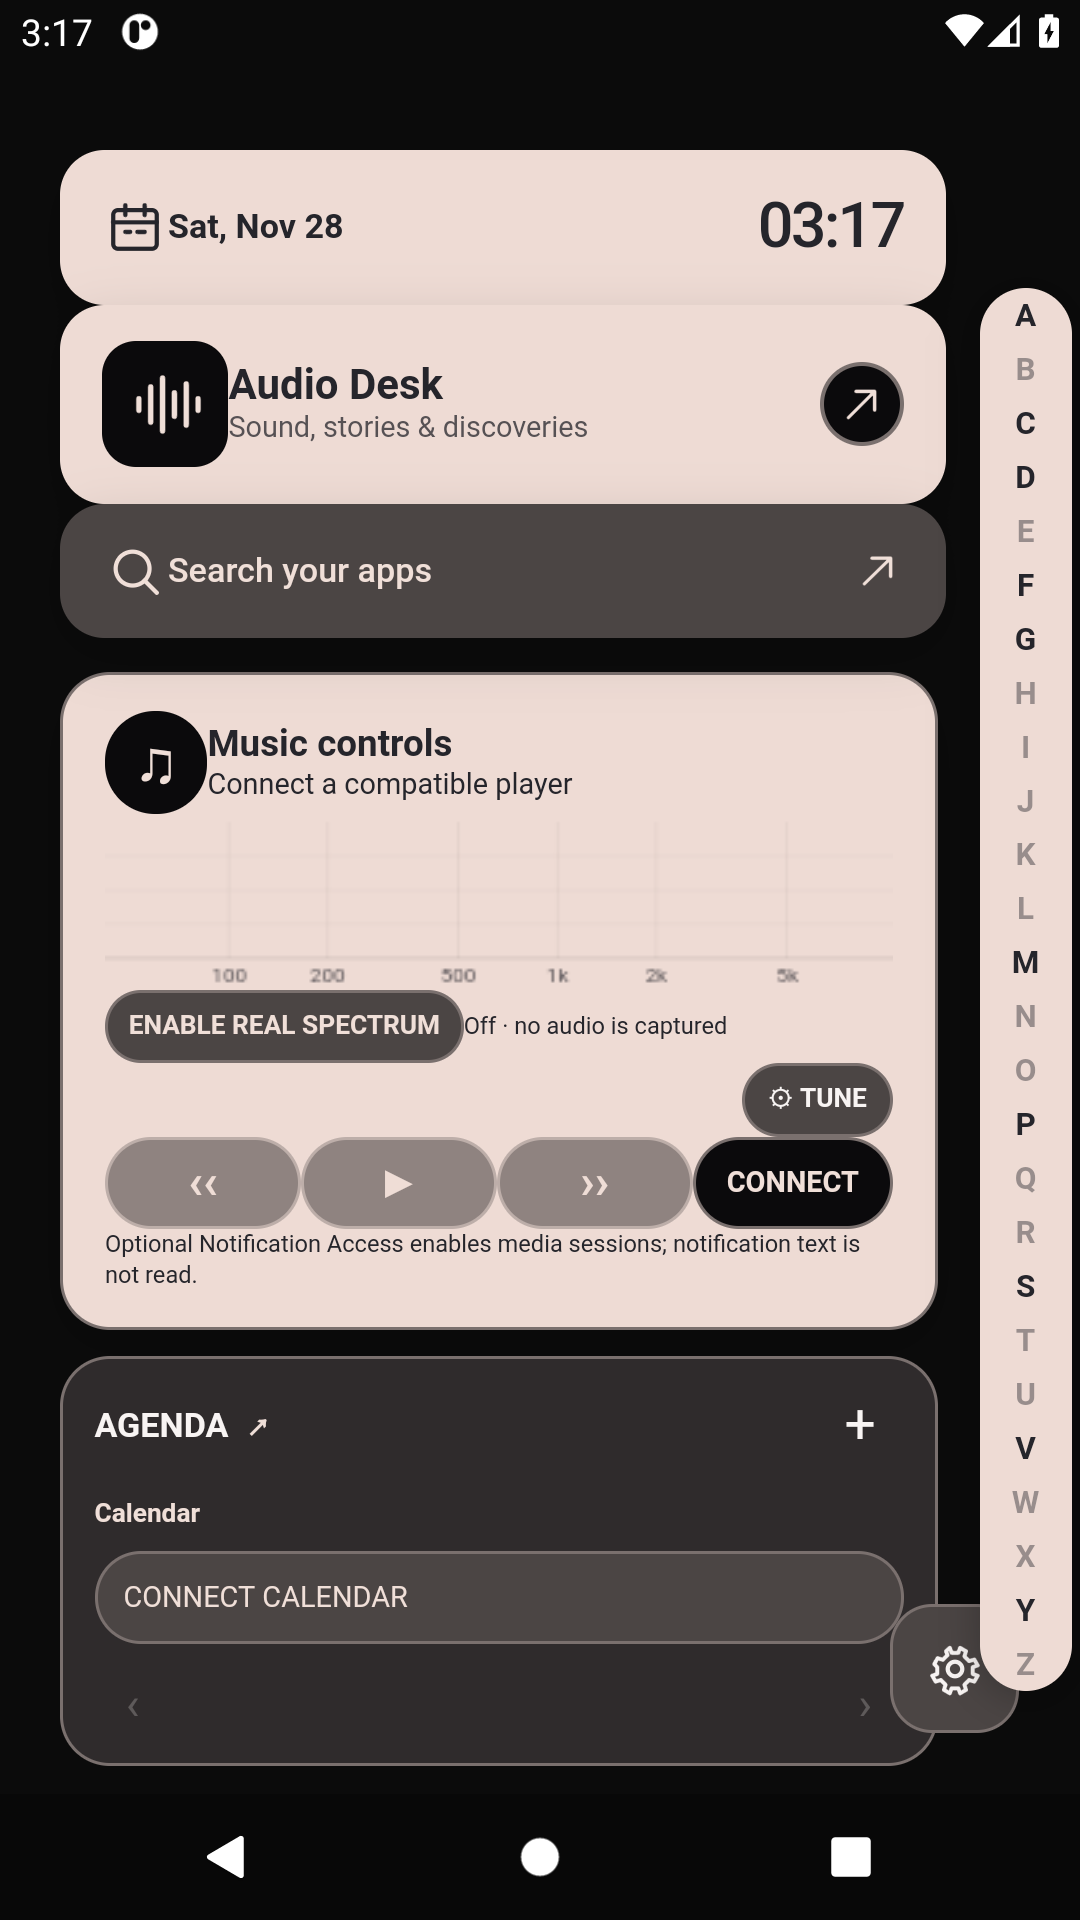 3:17
Sat, Nov 28
03:17
Audio Desk
Sound, stories & discoveries
Search your apps
Music controls
Connect a compatible player
100 200 500 1k 2k 5k
ENABLE REAL SPECTRUM
Off · no audio is captured
TUNE
CONNECT
Optional Notification Access enables media sessions; notification text is
not read.
AGENDA
Calendar
CONNECT CALENDAR
A
B
C
D
E
F
G
H
I
J
K
L
M
N
O
P
Q
R
S
T
U
V
W
X
Y
Z